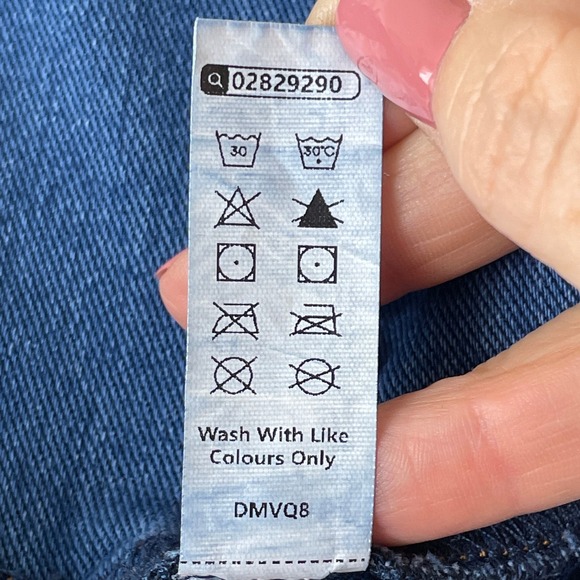 02829290
30 30°C
Wash With Like
Colours Only
DMVQ8